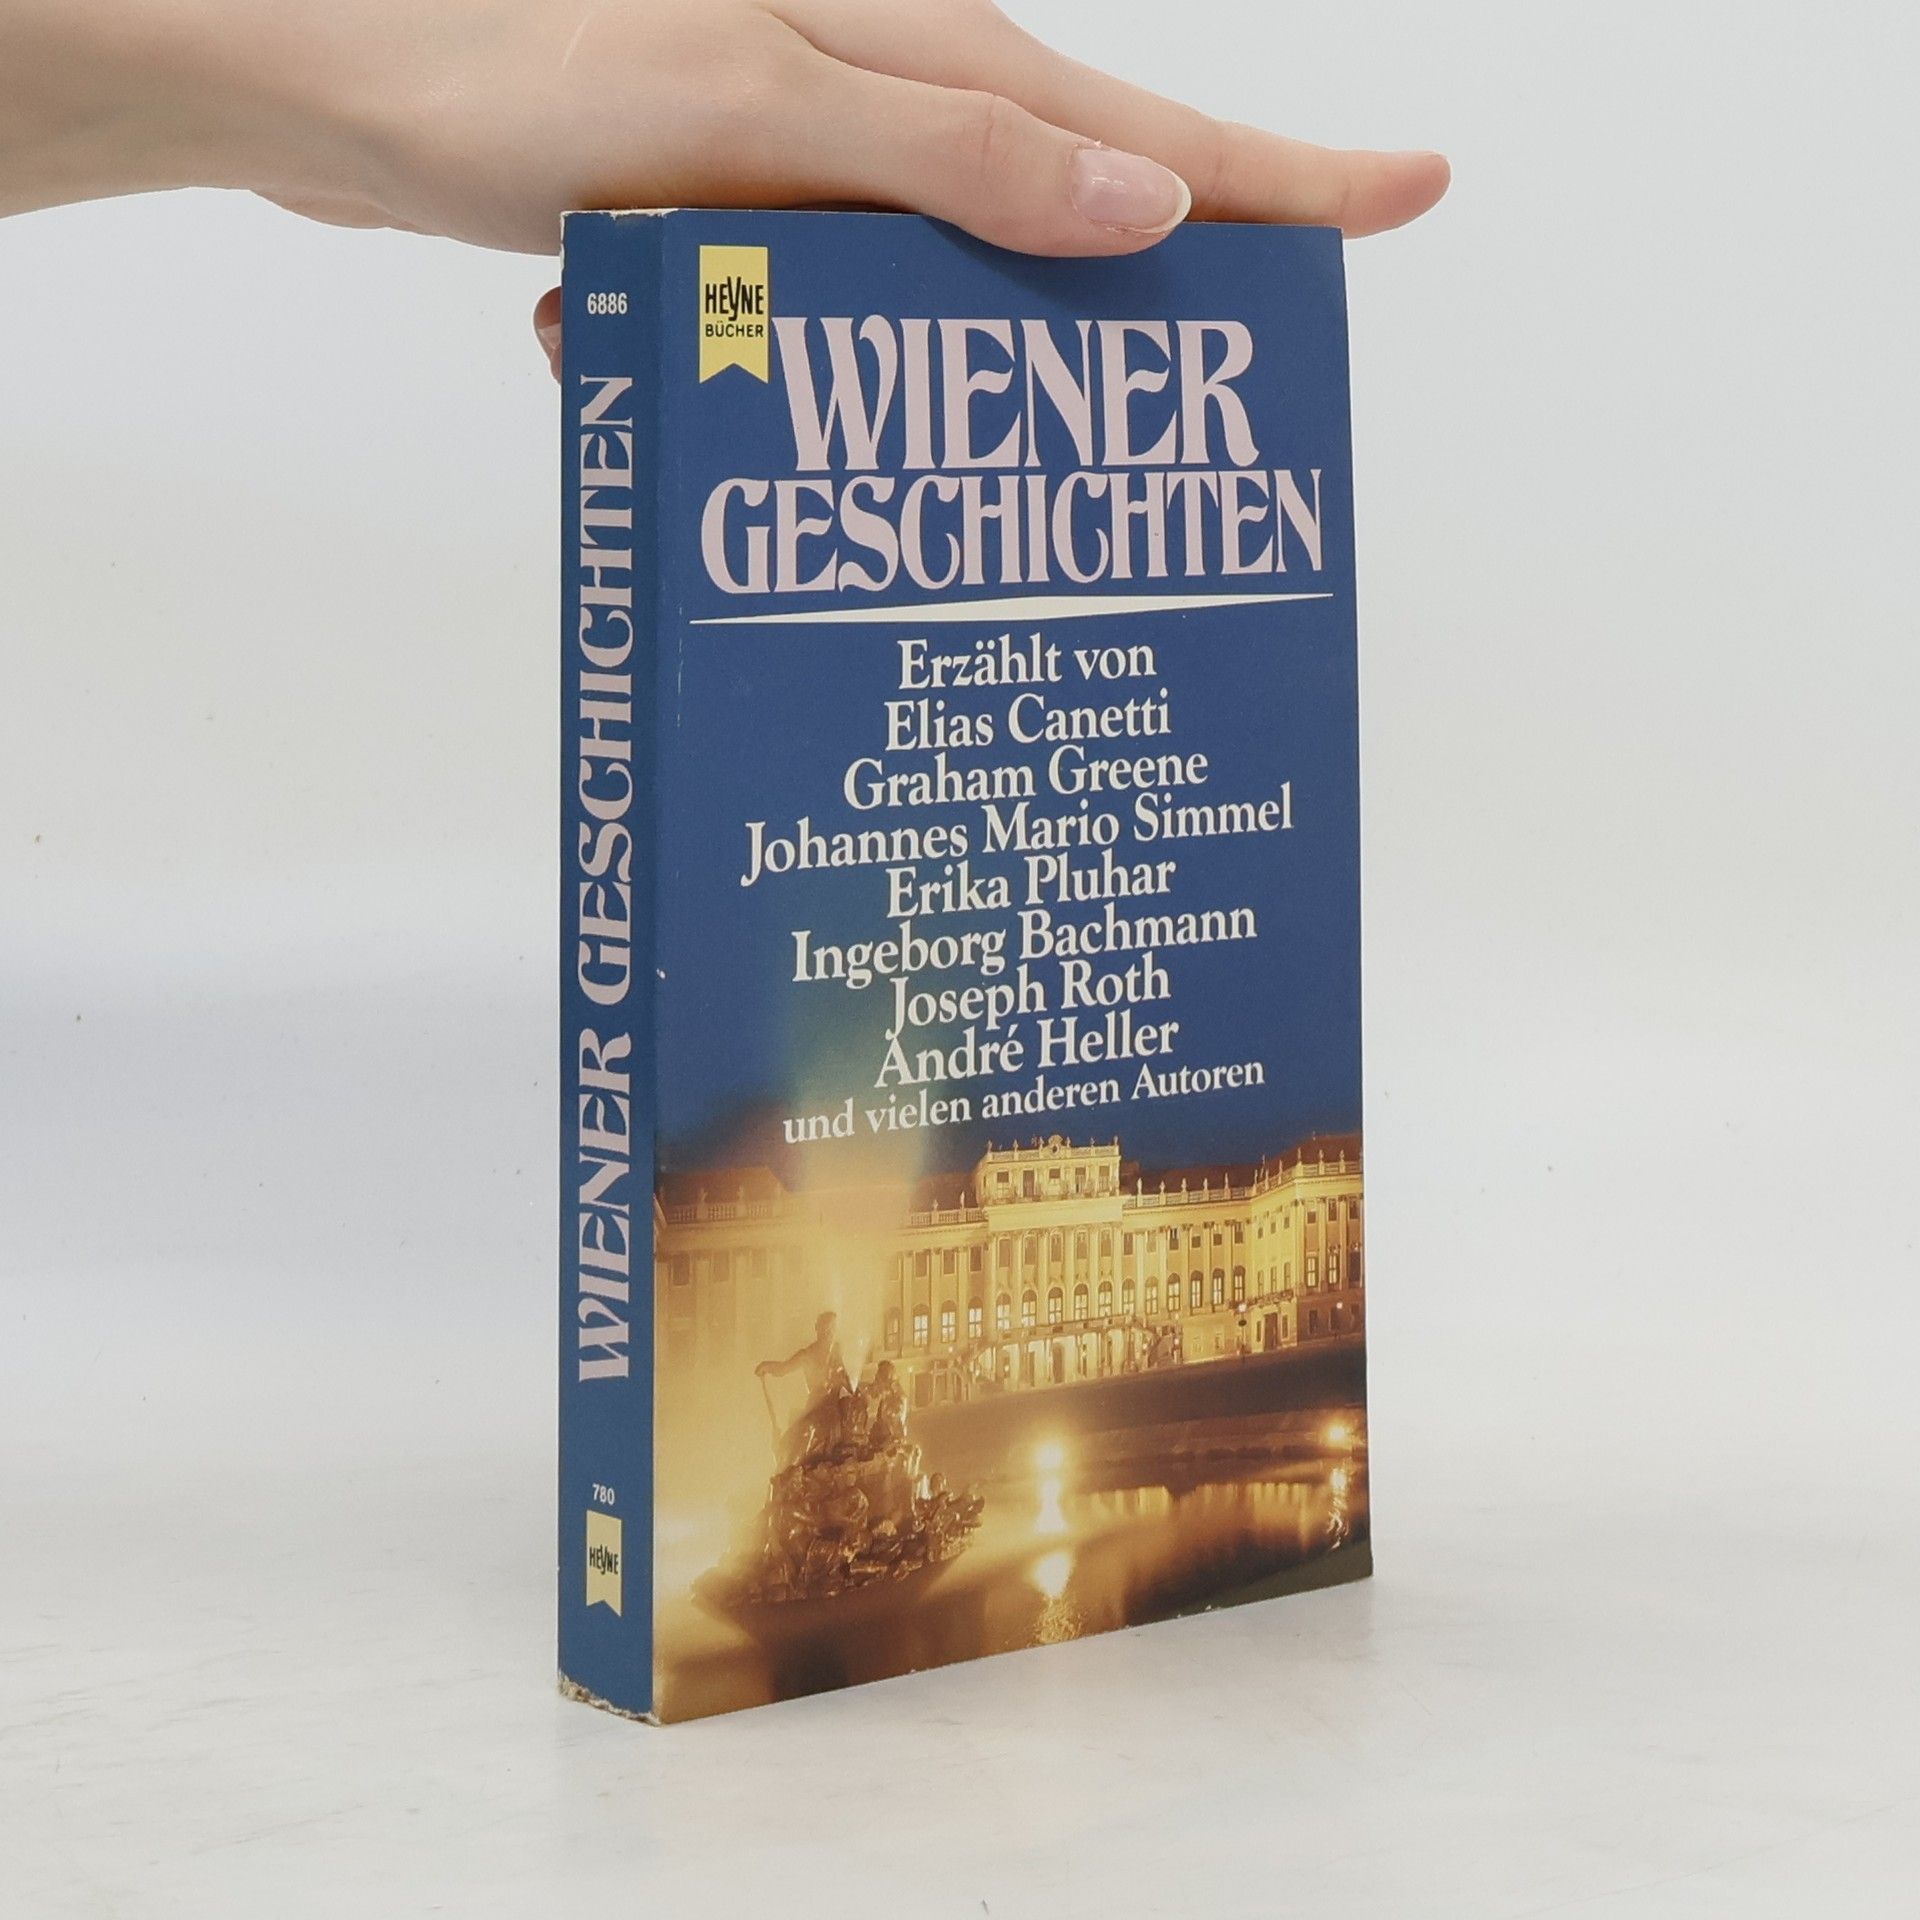 6886
WIENER GESCHICHTEN
780
HEYNE
HEYNE
BÜCHER
WIENER
GESCHICHTEN
Erzählt von
Elias Canetti
Graham Greene
Johannes Mario Simmel
Erika Pluhar
Ingeborg Bachmann
Joseph Roth
André Heller
und vielen anderen Autoren